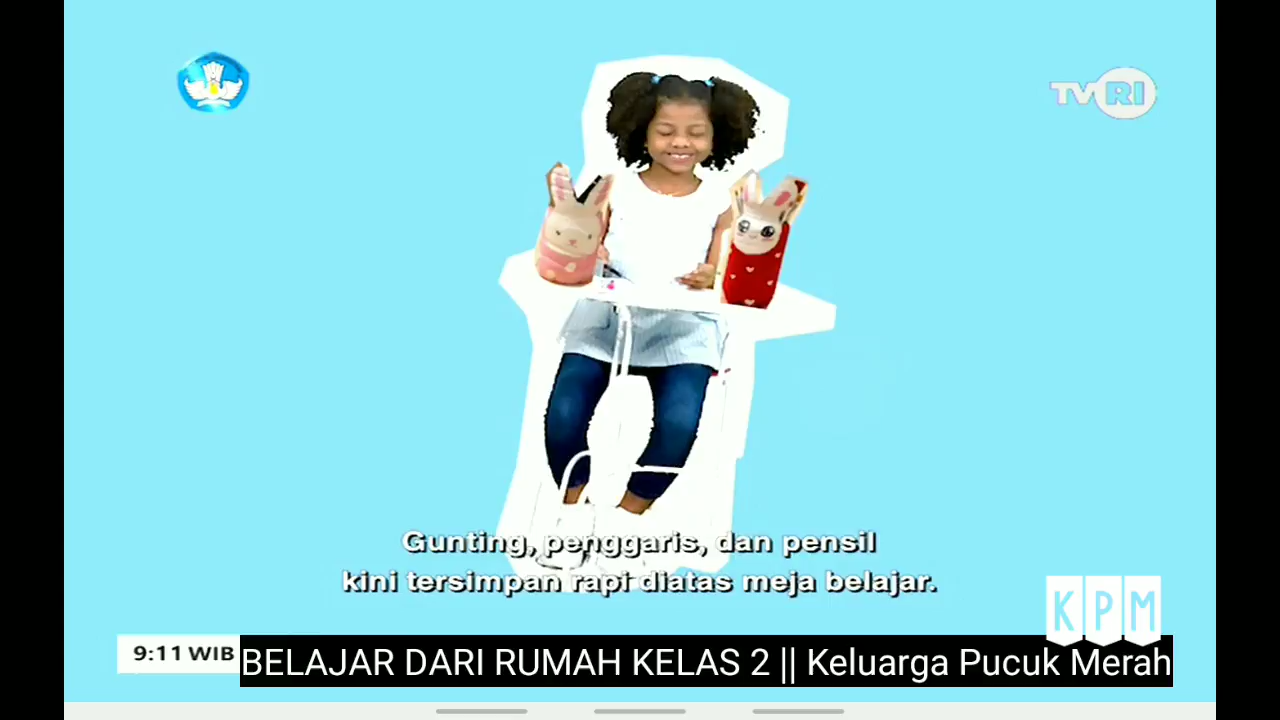 TVRI
Gunting, penggaris, dan pensil
kini tersimpan rapi diatas meja belajar.
KPM
9:11 WIB
BELAJAR DARI RUMAH KELAS 2 || Keluarga Pucuk Merah